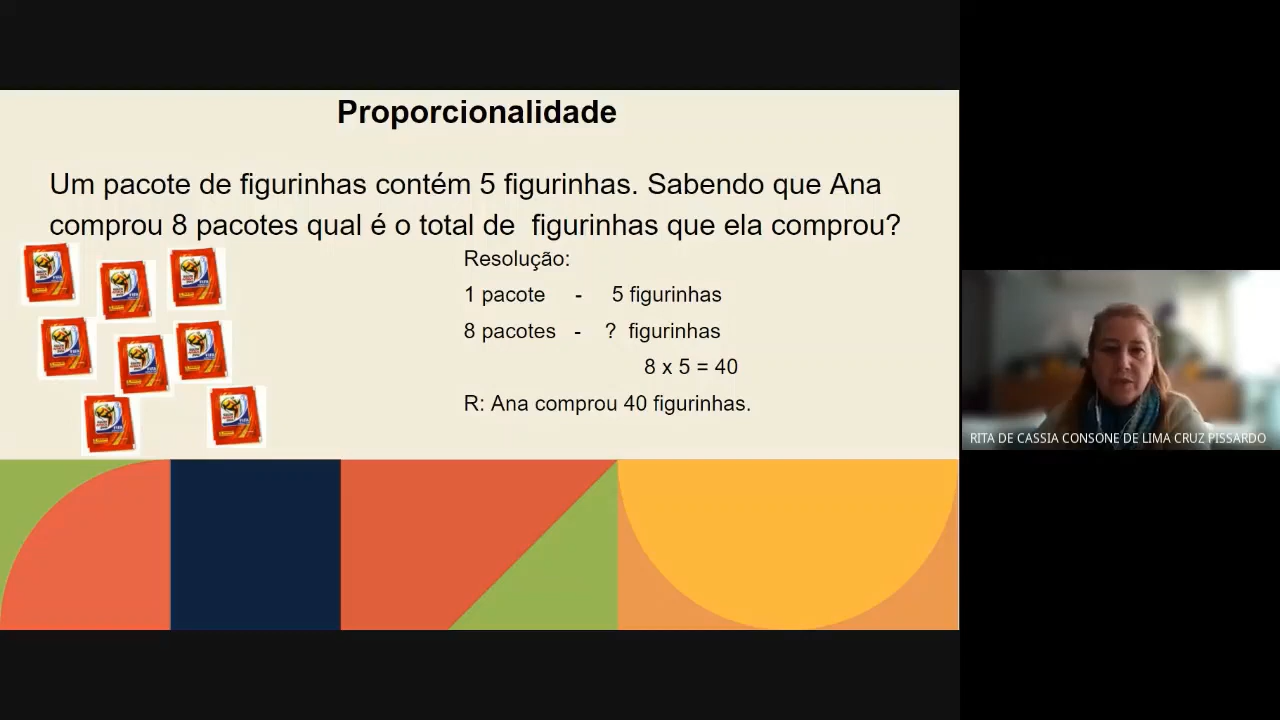 Proporcionalidade
Um pacote de figurinhas contém 5 figurinhas. Sabendo que Ana
comprou 8 pacotes qual é o total de figurinhas que ela comprou?
Resolução:
1 pacote - 5 figurinhas
8 pacotes - ? figurinhas
8 x 5 = 40
R: Ana comprou 40 figurinhas.
RITA DE CASSIA CONSONE DE LIMA CRUZ PISSARDO